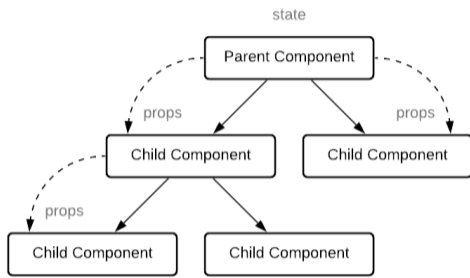 state
Parent Component
props
props
Child Component
Child Component
props
Child Component
Child Component